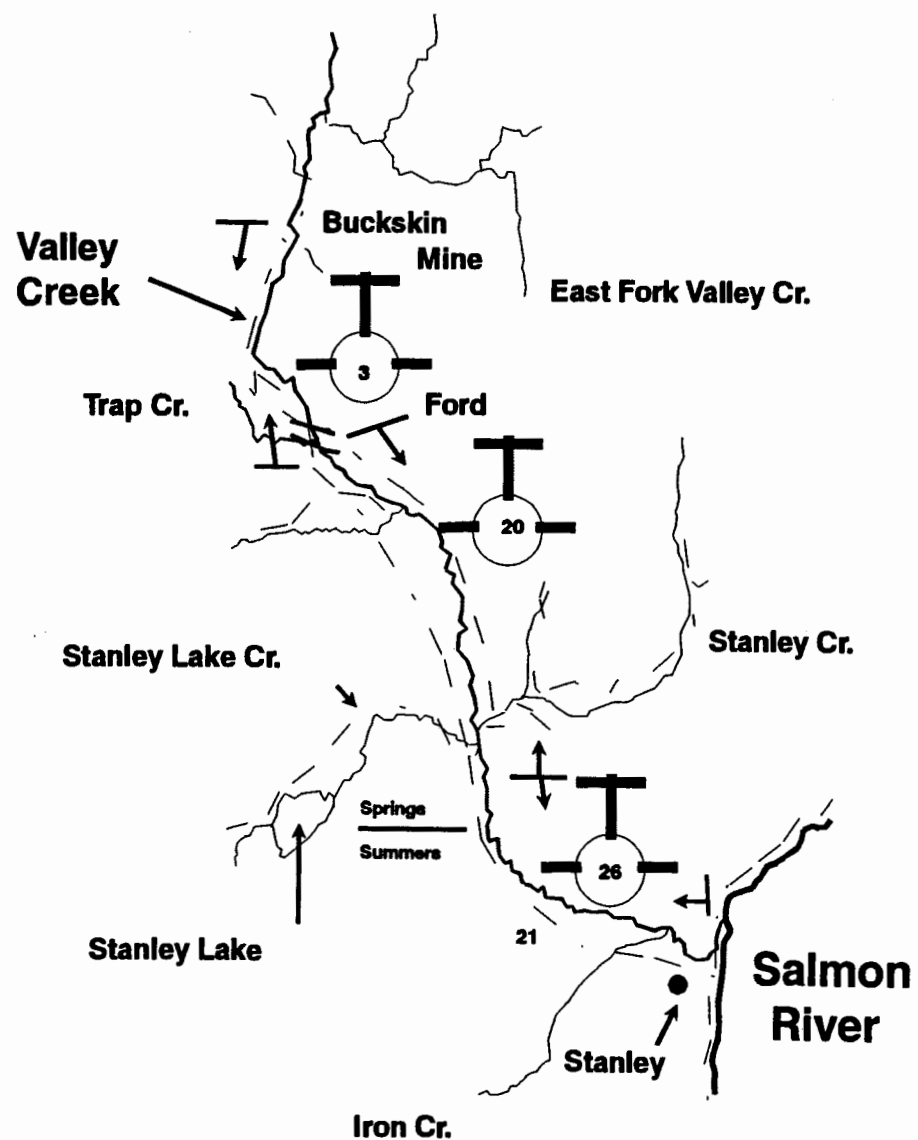 Buckskin
Mine
Valley
Creek
East Fork Valley Cr.
3
Trap Cr.
Ford
20
Stanley Lake Cr.
Stanley Cr.
Springs
Summers
26
21
Stanley Lake
Salmon
River
Stanley
Iron Cr.